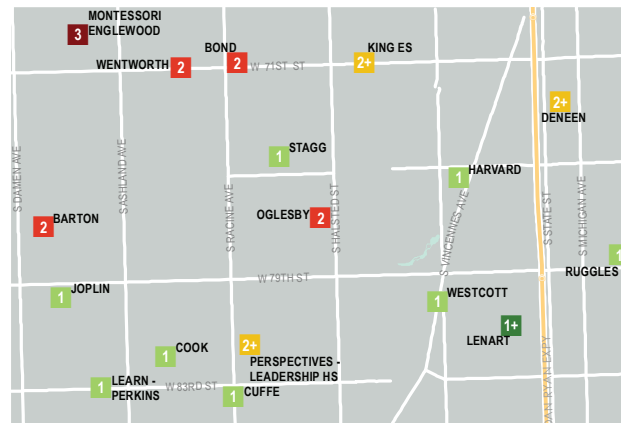 MONTESSORI
ENGLEWOOD
3
BOND
KING ES
WENTWORTH 2
2
W 71ST ST
2+
2+
DENEEN
STAGG
1
HARVARD
1
S DAMEN AVE
S ASHLAND AVE
S RACINE AVE
S HALSTED ST
S VINCENNES AVE
S STATE ST
S MICHIGAN AVE
BARTON
2
OGLESBY 2
W 79TH ST
RUGGLES 1
JOPLIN
1
WESTCOTT
1
1+
LENART
COOK
1
2+
PERSPECTIVES -
LEADERSHIP HS
LEARN -
PERKINS
1
W 83RD ST
CUFFE
1
DAN RYAN EXPY